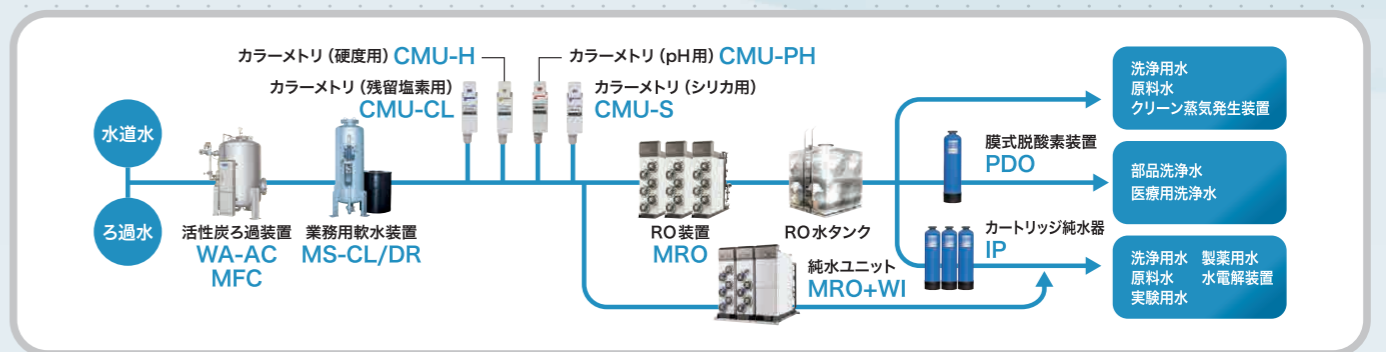 カラーメトリ(硬度用) CMU-H
カラーメトリ(pH用) CMU-PH
カラーメトリ(残留塩素用)
CMU-CL
カラーメトリ(シリカ用)
CMU-S
水道水
ろ過水
活性炭ろ過装置
WA-AC
MFC
業務用軟水装置
MS-CL/DR
RO装置
MRO
RO水タンク
純水ユニット
MRO+WI
膜式脱酸素装置
PDO
カートリッジ純水器
IP
洗浄用水
原料水
クリーン蒸気発生装置
部品洗浄水
医療用洗浄水
洗浄用水 製薬用水
原料水 水電解装置
実験用水